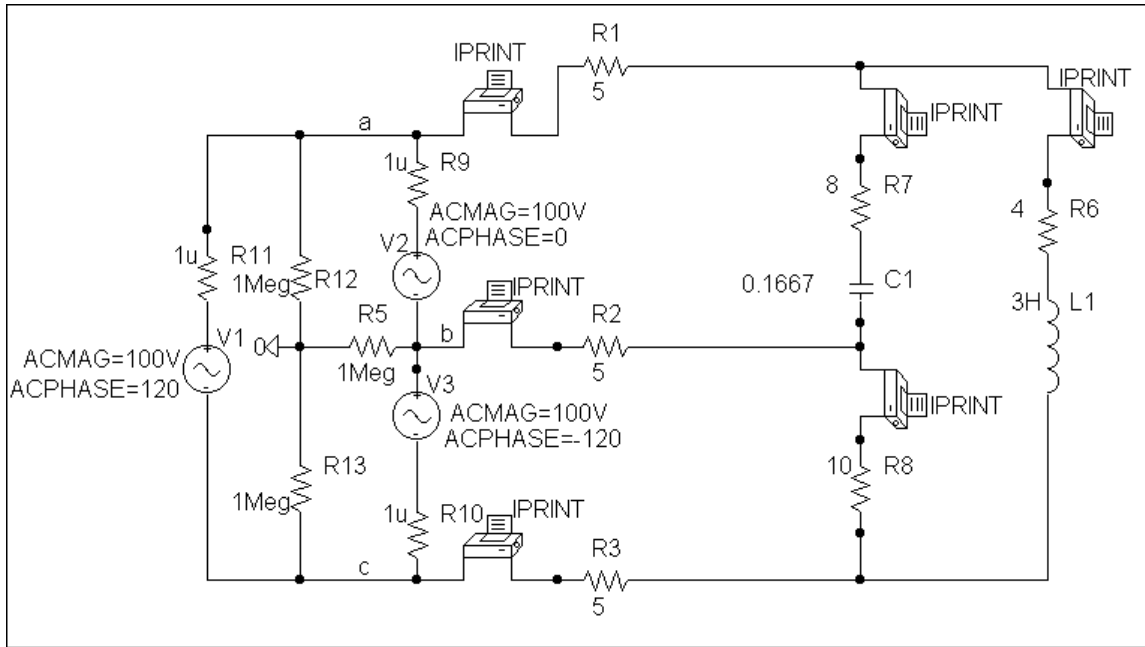 R1
IPRINT
5
IPRINT
IPRINT
a
1u
R9
8
R7
4
R6
ACMAG=100V
ACPHASE=0
1u
R11
1Meg
R12
V2
IPRINT
0.1667
C1
3H
L1
R5
b
R2
V1
0
1Meg
5
ACMAG=100V
ACPHASE=120
V3
IPRINT
ACMAG=100V
ACPHASE=-120
R13
1Meg
10
R8
1u
R10
IPRINT
R3
c
5